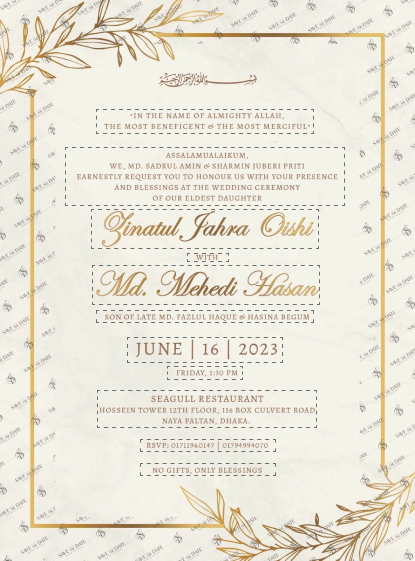 بسم الله الرحمن الرحيم
"IN THE NAME OF ALMIGHTY ALLAH,
THE MOST BENEFICENT & THE MOST MERCIFUL"
ASSALAMUALAIKUM,
WE, MD. SADRUL AMIN & SHARMIN JUBERI PRITI
EARNESTLY REQUEST YOU TO HONOUR US WITH YOUR PRESENCE
AND BLESSINGS AT THE WEDDING CEREMONY
OF OUR ELDEST DAUGHTER
Zinatul Jahra Oishi
WITH
Md. Mehedi Hasan
SON OF LATE MD. FAZLUL HAQUE & HASINA BEGUM
JUNE | 16 | 2023
FRIDAY, 1:30 PM
SEAGULL RESTAURANT
HOSSEIN TOWER 12TH FLOOR, 116 BOX CULVERT ROAD,
NAYA PALTAN, DHAKA.
RSVP: 01711960147 | 01794994070
NO GIFTS, ONLY BLESSINGS